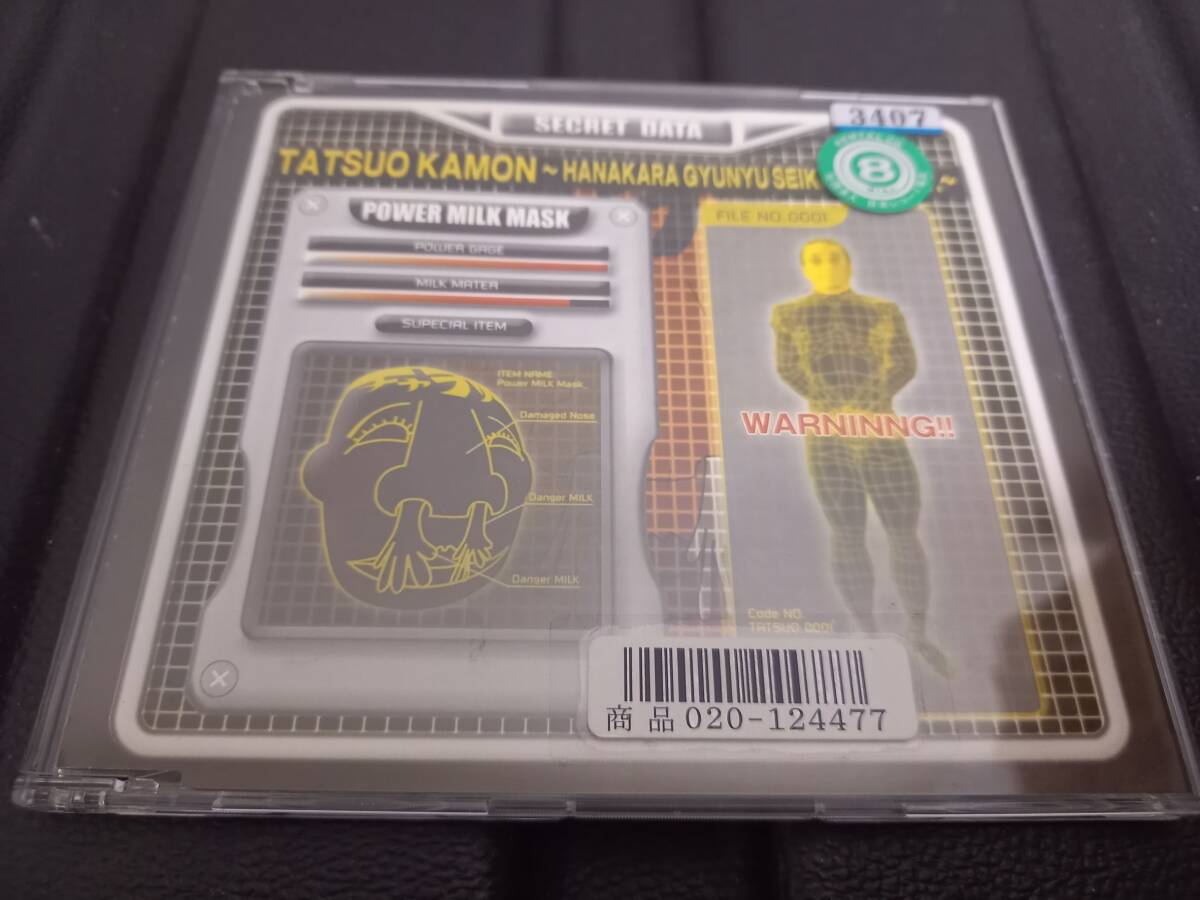 SECRET DATA
3497
TATSUO KAMON ~ HANAKARA GYUNYU SEIK ~
8
POWER MILK MASK
FILE NO.0001
POWER GAGE
MILK MATER
SUPECIAL ITEM
ITEM NAME
Power MILK Mask
Damaged Nose
WARNINNG!!
Danger MILK
Danger MILK
Code NO.
TATSUO 0001
商品 020-124477